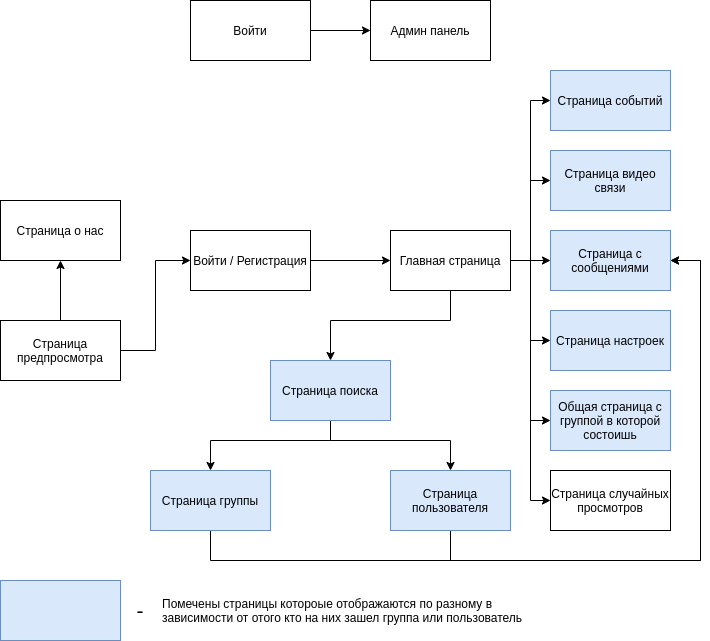 Войти
Админ панель
Страница событий
Страница видео
связи
Страница о нас
Войти / Регистрация
Главная страница
Страница с
сообщениями
Страница
предпросмотра
Страница настроек
Страница поиска
Общая страница с
группой в которой
состоишь
Страница группы
Страница
пользователя
Страница случайных
просмотров
-
Помечены страницы котороые отображаются по разному в
зависимости от отого кто на них зашел группа или пользователь